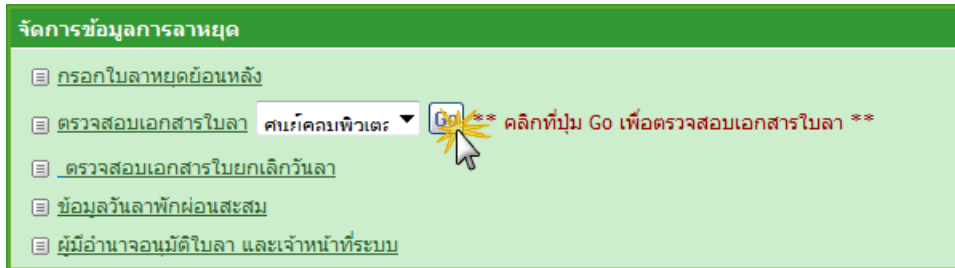 จัดการข้อมูลการลาหยุด
กรอกใบลาหยุดย้อนหลัง
ตรวจสอบเอกสารใบลา ศูนย์คอมพิวเตอ Go ** คลิกที่ปุ่ม Go เพื่อตรวจสอบเอกสารใบลา **
ตรวจสอบเอกสารใบยกเลิกวันลา
ข้อมูลวันลาพักผ่อนสะสม
ผู้มีอำนาจอนุมัติใบลา และเจ้าหน้าที่ระบบ